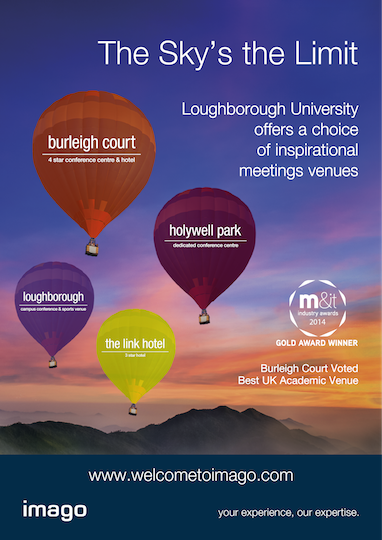 The Sky's the Limit
Loughborough University
offers a choice
of inspirational
meetings venues
burleigh court
4 star conference centre & hotel
holywell park
dedicated conference centre
loughborough
campus conference & sports venue
the link hotel
3 star hotel
m&it
industry awards
2014
GOLD AWARD WINNER
Burleigh Court Voted
Best UK Academic Venue
www.welcometoimago.com
imago
your experience, our expertise.